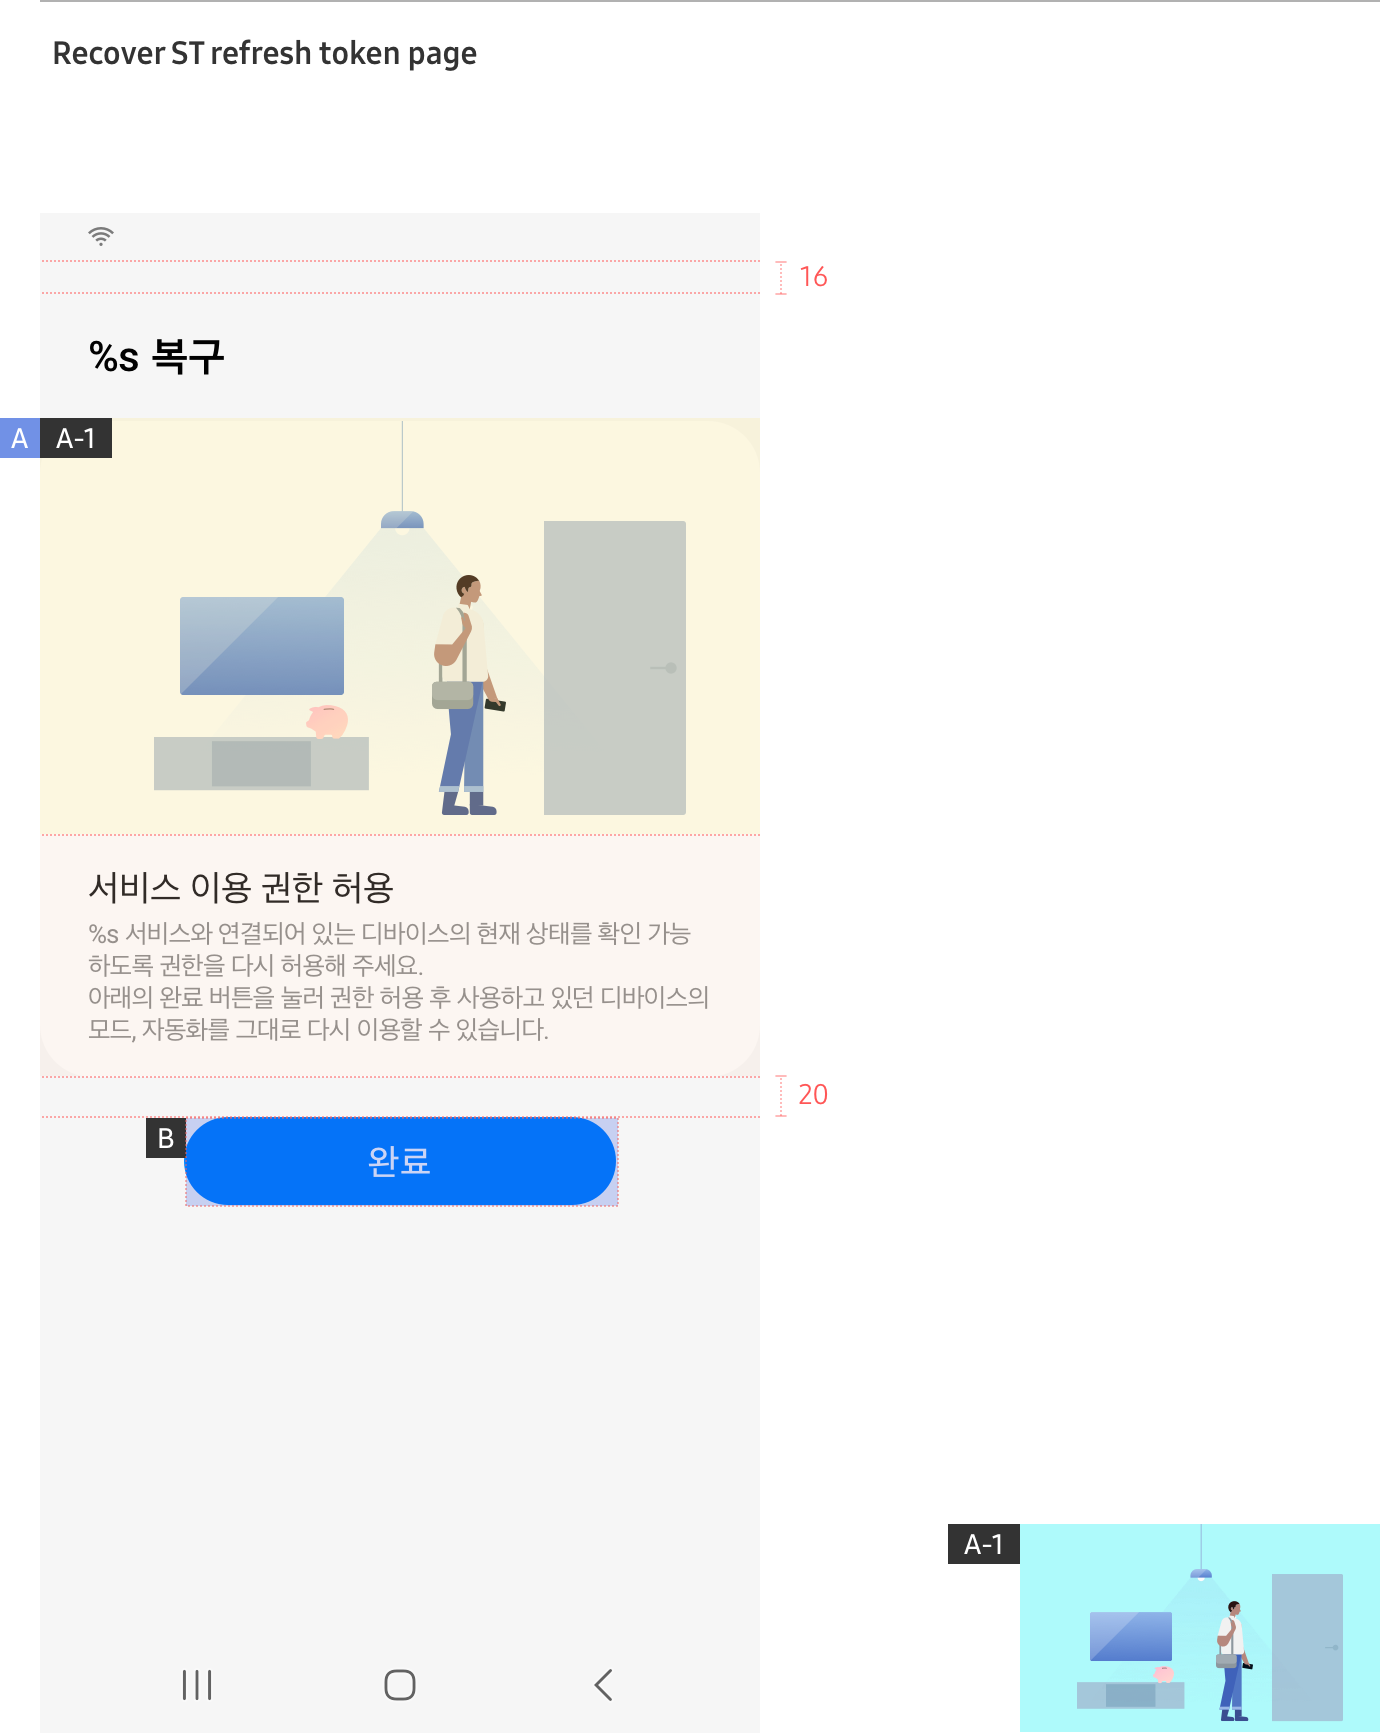 Recover ST refresh token page
16
%s 복구
A
A-1
서비스 이용 권한 허용
%s 서비스와 연결되어 있는 디바이스의 현재 상태를 확인 가능
하도록 권한을 다시 허용해 주세요.
아래의 완료 버튼을 눌러 권한 허용 후 사용하고 있던 디바이스의
모드, 자동화를 그대로 다시 이용할 수 있습니다.
20
B
완료
A-1